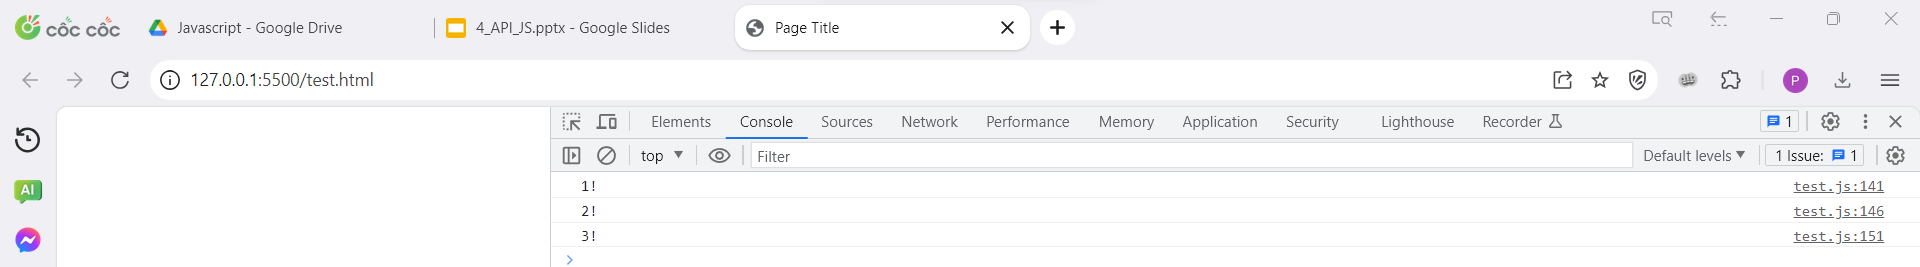 cốc cốc
Javascript - Google Drive
4_API_JS.pptx - Google Slides
Page Title
127.0.0.1:5500/test.html
P
AI
Elements Console Sources Network Performance Memory Application Security Lighthouse Recorder 1
top Filter Default levels 1 Issue: 1
1! test.js:141
2! test.js:146
3! test.js:151